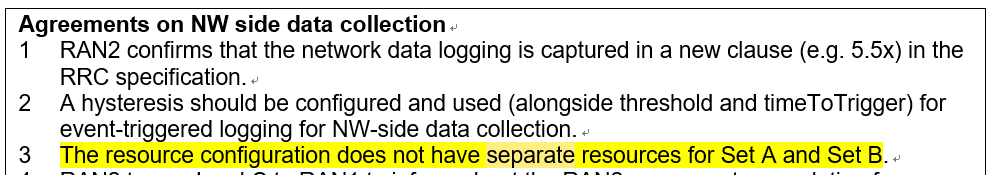 Agreements on NW side data collection
1 RAN2 confirms that the network data logging is captured in a new clause (e.g. 5.5x) in the
RRC specification.
2 A hysteresis should be configured and used (alongside threshold and timeToTrigger) for
event-triggered logging for NW-side data collection.
3 The resource configuration does not have separate resources for Set A and Set B.